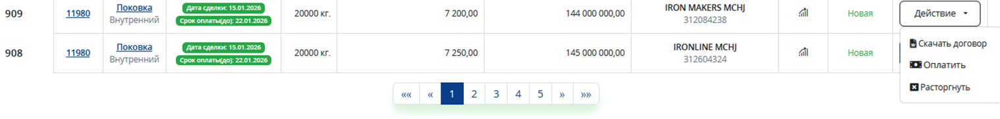 909 11980 Поковка Внутренний Дата сделки: 15.01.2026 Срок оплаты(до): 22.01.2026 20000 кг. 7 200,00 144 000 000,00 IRON MAKERS MCHJ 312084238 Новая Действие
908 11980 Поковка Внутренний Дата сделки: 15.01.2026 Срок оплаты(до): 22.01.2026 20000 кг. 7 250,00 145 000 000,00 IRONLINE MCHJ 312604324 Новая
Скачать договор
Оплатить
Расторгнуть
«« « 1 2 3 4 5 » »»